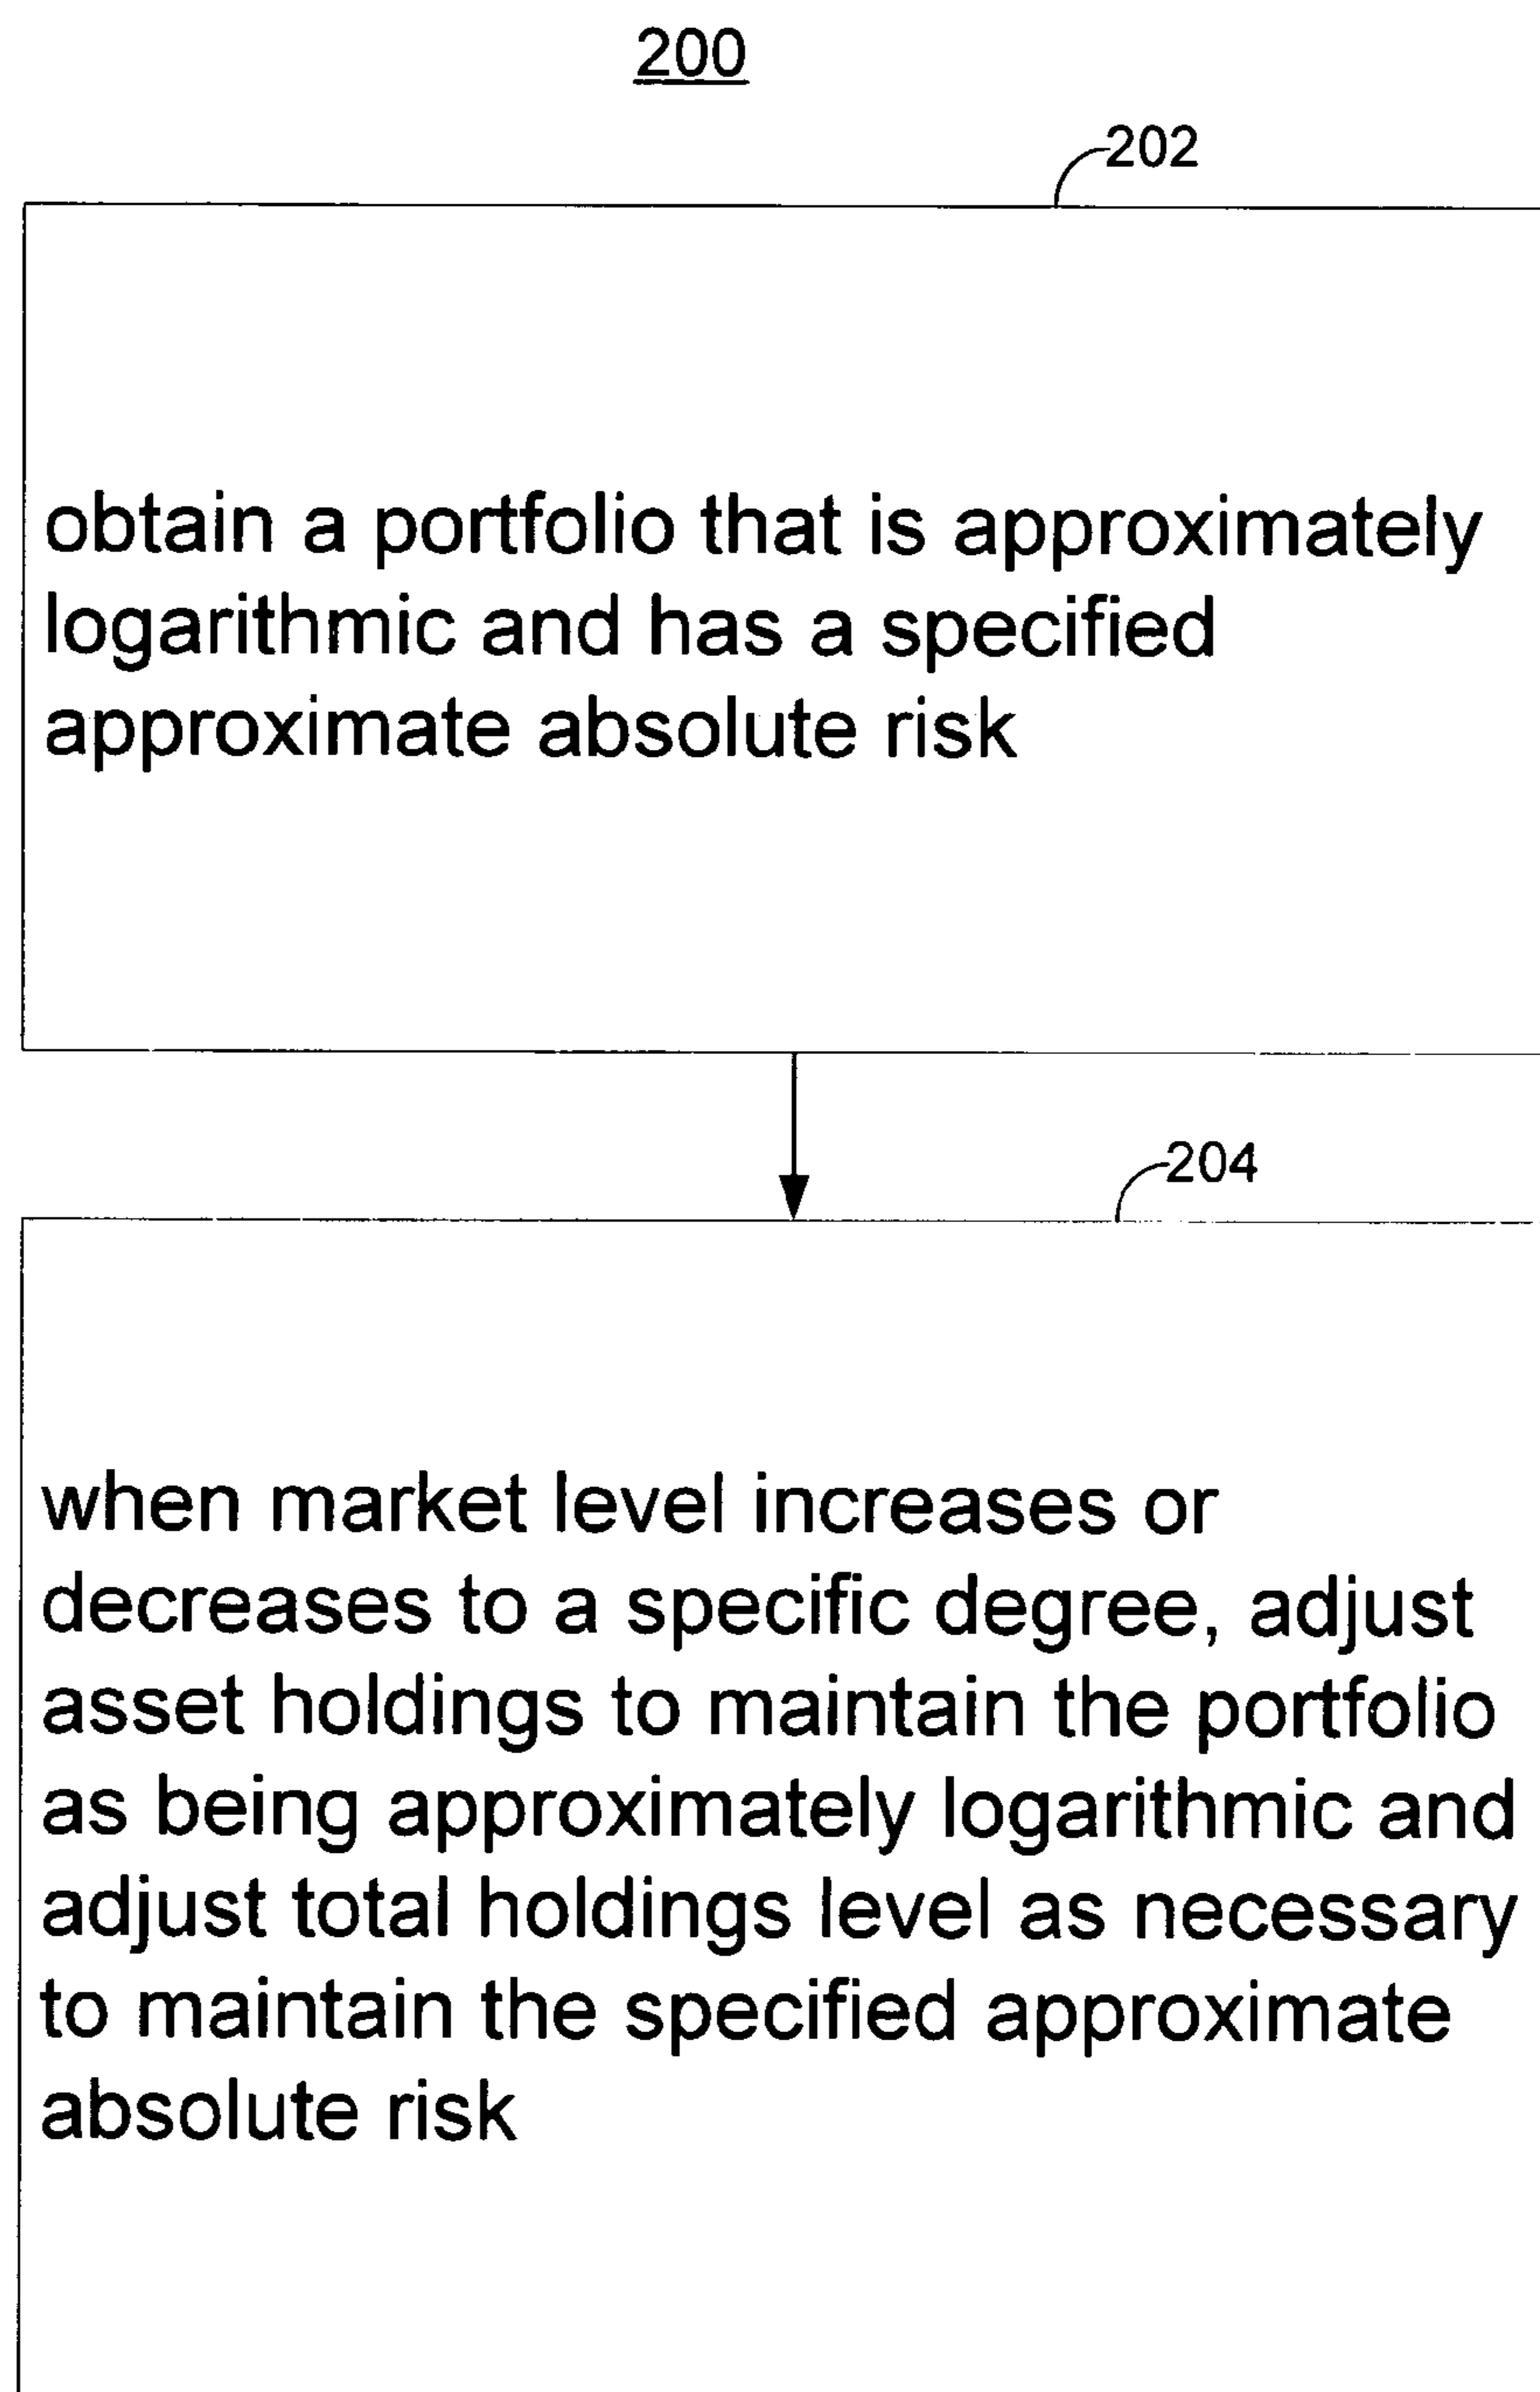 200
202
obtain a portfolio that is approximately
logarithmic and has a specified
approximate absolute risk
204
when market level increases or
decreases to a specific degree, adjust
asset holdings to maintain the portfolio
as being approximately logarithmic and
adjust total holdings level as necessary
to maintain the specified approximate
absolute risk